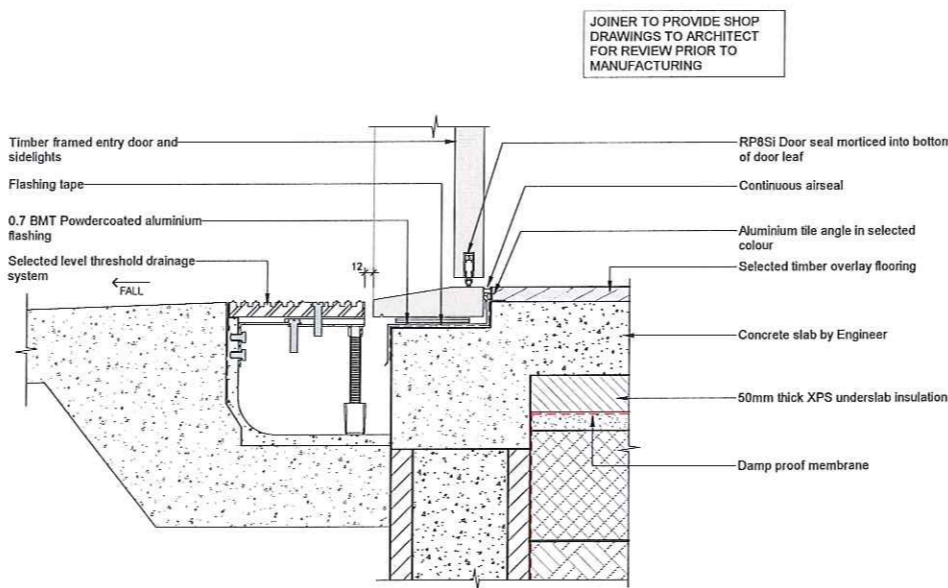 JOINER TO PROVIDE SHOP
DRAWINGS TO ARCHITECT
FOR REVIEW PRIOR TO
MANUFACTURING
Timber framed entry door and
sidelights
Flashing tape
0.7 BMT Powdercoated aluminium
flashing
Selected level threshold drainage
system
FALL
12
RP8Si Door seal morticed into bottom
of door leaf
Continuous airseal
Aluminium tile angle in selected
colour
Selected timber overlay flooring
Concrete slab by Engineer
50mm thick XPS underslab insulation
Damp proof membrane